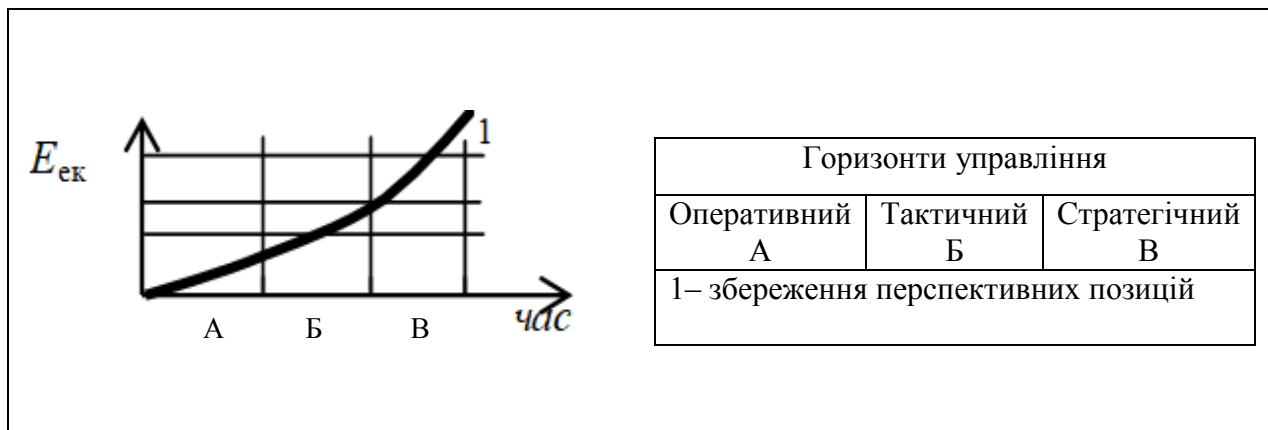 Eек
1
час
А Б В
Горизонти управління
Оперативний А
Тактичний Б
Стратегічний В
1– збереження перспективних позицій